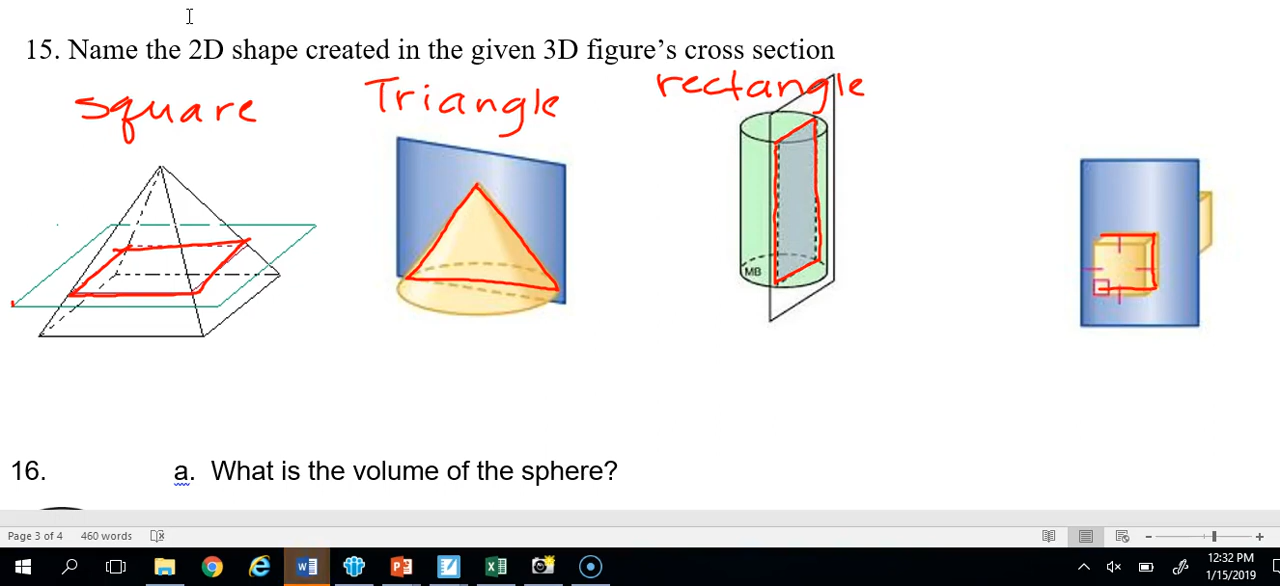 15. Name the 2D shape created in the given 3D figure's cross section
square
Triangle
rectangle
MB
16.
a. What is the volume of the sphere?
Page 3 of 4
460 words
12:32 PM
1/15/2019